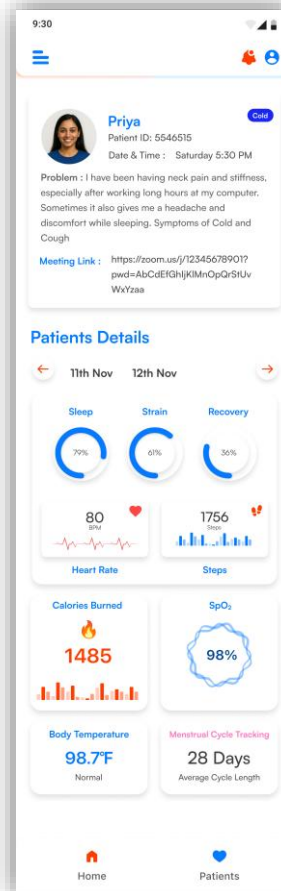 9:30
Priya
Cold
Patient ID: 5546515
Date & Time : Saturday 5:30 PM
Problem : I have been having neck pain and stiffness,
especially after working long hours at my computer.
Sometimes it also gives me a headache and
discomfort while sleeping. Symptoms of Cold and
Cough
Meeting Link : https://zoom.us/j/12345678901?
pwd=AbCdEfGhIjKlMnOpQrStUv
WxYzaa
Patients Details
11th Nov 12th Nov
Sleep Strain Recovery
79% 61% 36%
80 1756
BPM Steps
Heart Rate Steps
Calories Burned SpO₂
1485 98%
Body Temperature Menstrual Cycle Tracking
98.7°F 28 Days
Normal Average Cycle Length
Home Patients